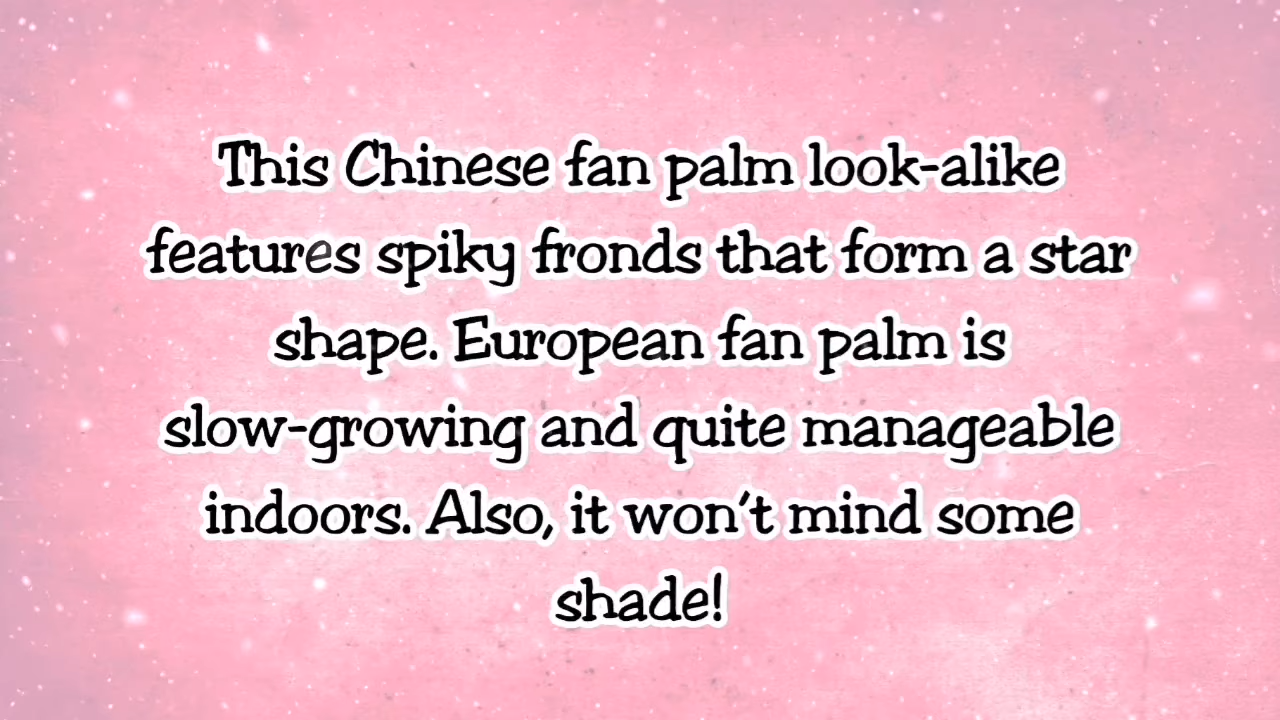 This Chinese fan palm look-alike
features spiky fronds that form a star
shape. European fan palm is
slow-growing and quite manageable
indoors. Also, it won't mind some
shade!